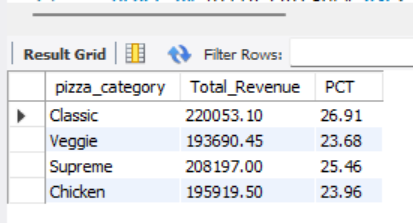 Result Grid Filter Rows:
pizza_category Total_Revenue PCT
Classic 220053.10 26.91
Veggie 193690.45 23.68
Supreme 208197.00 25.46
Chicken 195919.50 23.96